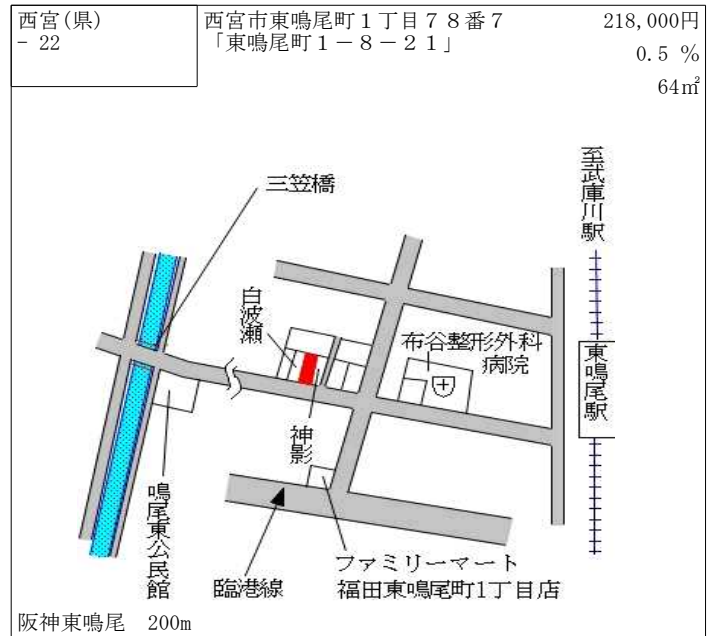 西宮(県)
- 22
西宮市東鳴尾町１丁目７８番７
「東鳴尾町１－８－２１」
218,000円
0.5 %
64㎡
至武庫川駅
三笠橋
白波瀬
布谷整形外科
病院
東鳴尾駅
神影
鳴尾東公民館
臨港線
ファミリーマート
福田東鳴尾町1丁目店
阪神東鳴尾 200m